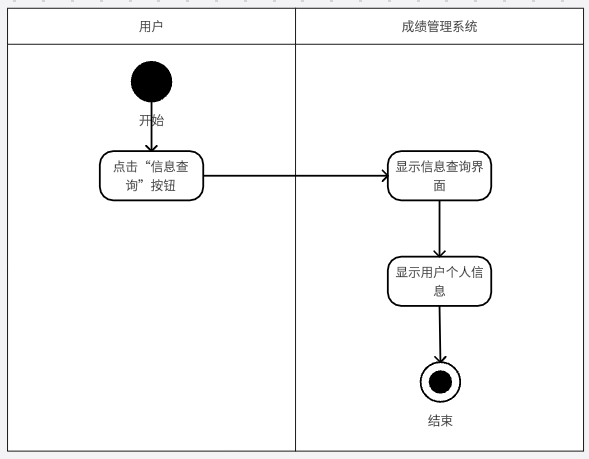 用户
成绩管理系统
开始
点击“信息查
询”按钮
显示信息查询界
面
显示用户个人信
息
结束